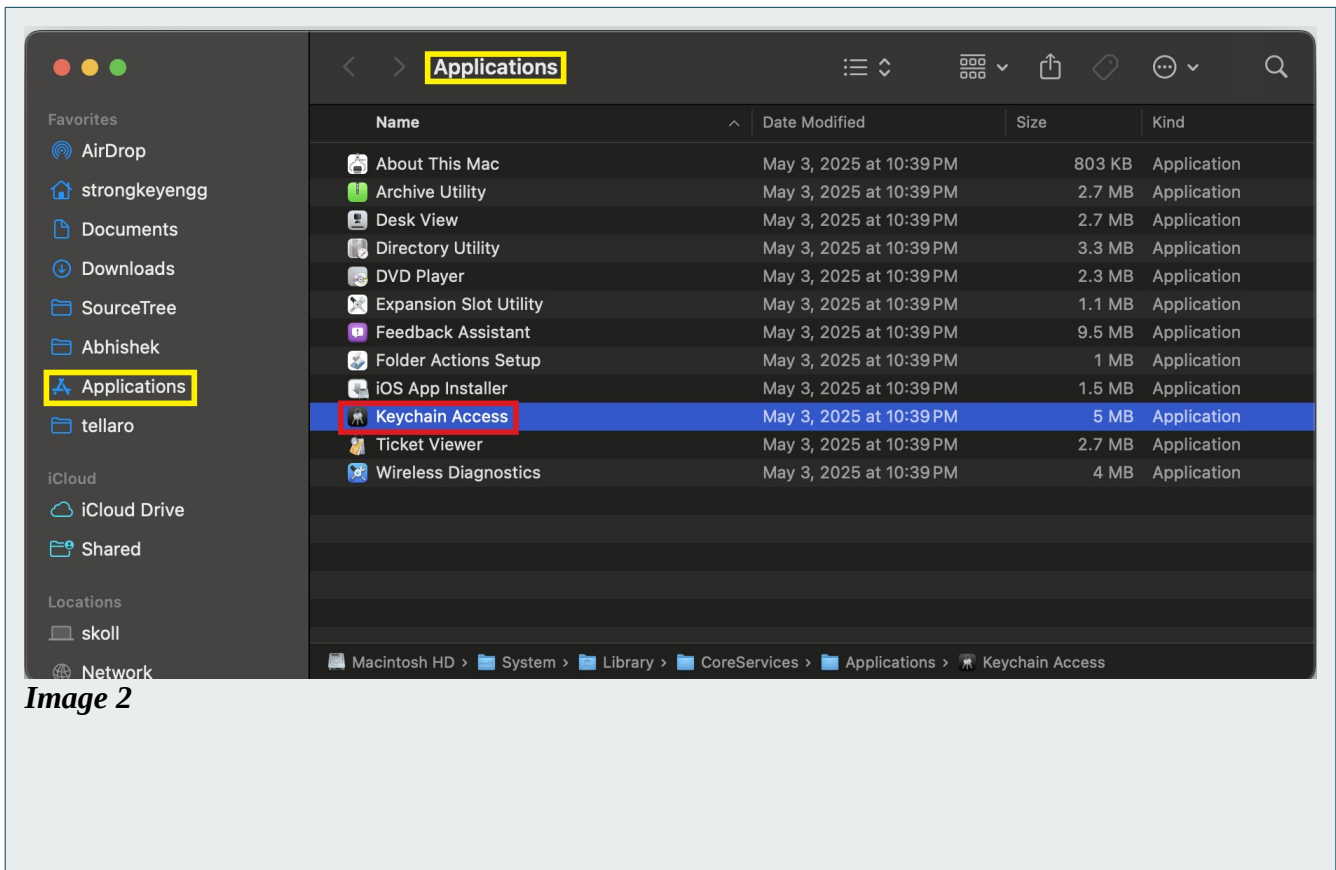 Applications
Favorites
AirDrop
strongkeyengg
Documents
Downloads
SourceTree
Abhishek
Applications
tellaro
iCloud
iCloud Drive
Shared
Locations
skoll
Network
Name Date Modified Size Kind
About This Mac May 3, 2025 at 10:39 PM 803 KB Application
Archive Utility May 3, 2025 at 10:39 PM 2.7 MB Application
Desk View May 3, 2025 at 10:39 PM 2.7 MB Application
Directory Utility May 3, 2025 at 10:39 PM 3.3 MB Application
DVD Player May 3, 2025 at 10:39 PM 2.3 MB Application
Expansion Slot Utility May 3, 2025 at 10:39 PM 1.1 MB Application
Feedback Assistant May 3, 2025 at 10:39 PM 9.5 MB Application
Folder Actions Setup May 3, 2025 at 10:39 PM 1 MB Application
iOS App Installer May 3, 2025 at 10:39 PM 1.5 MB Application
Keychain Access May 3, 2025 at 10:39 PM 5 MB Application
Ticket Viewer May 3, 2025 at 10:39 PM 2.7 MB Application
Wireless Diagnostics May 3, 2025 at 10:39 PM 4 MB Application
Macintosh HD › System › Library › CoreServices › Applications › Keychain Access
Image 2